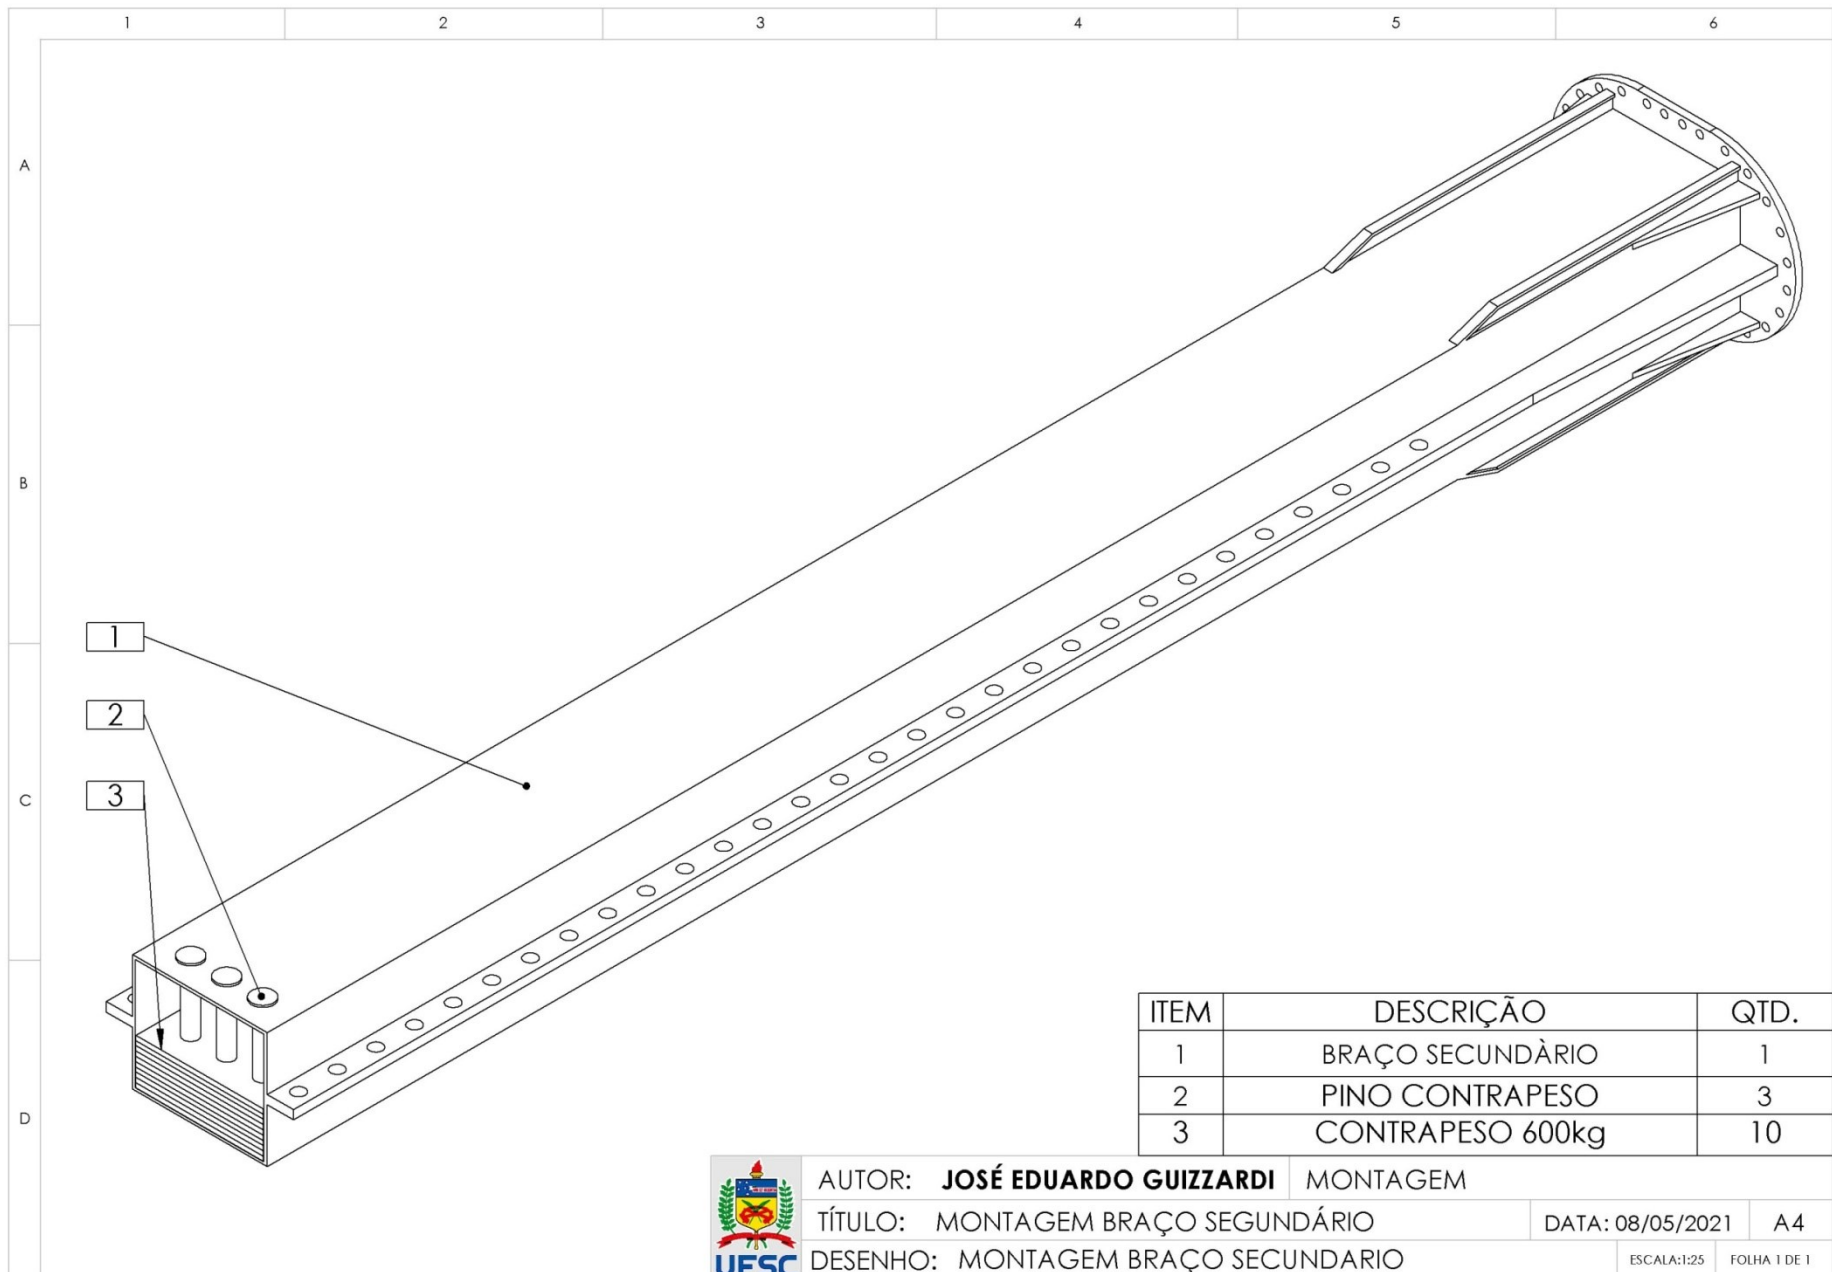 1 2 3 4 5 6
A
B
C
D
1
2
3
ITEM DESCRIÇÃO QTD.
1 BRAÇO SECUNDÀRIO 1
2 PINO CONTRAPESO 3
3 CONTRAPESO 600kg 10
AUTOR: JOSÉ EDUARDO GUIZZARDI MONTAGEM
TÍTULO: MONTAGEM BRAÇO SEGUNDÁRIO DATA: 08/05/2021 A4
DESENHO: MONTAGEM BRAÇO SECUNDARIO ESCALA:1:25 FOLHA 1 DE 1
UFSC